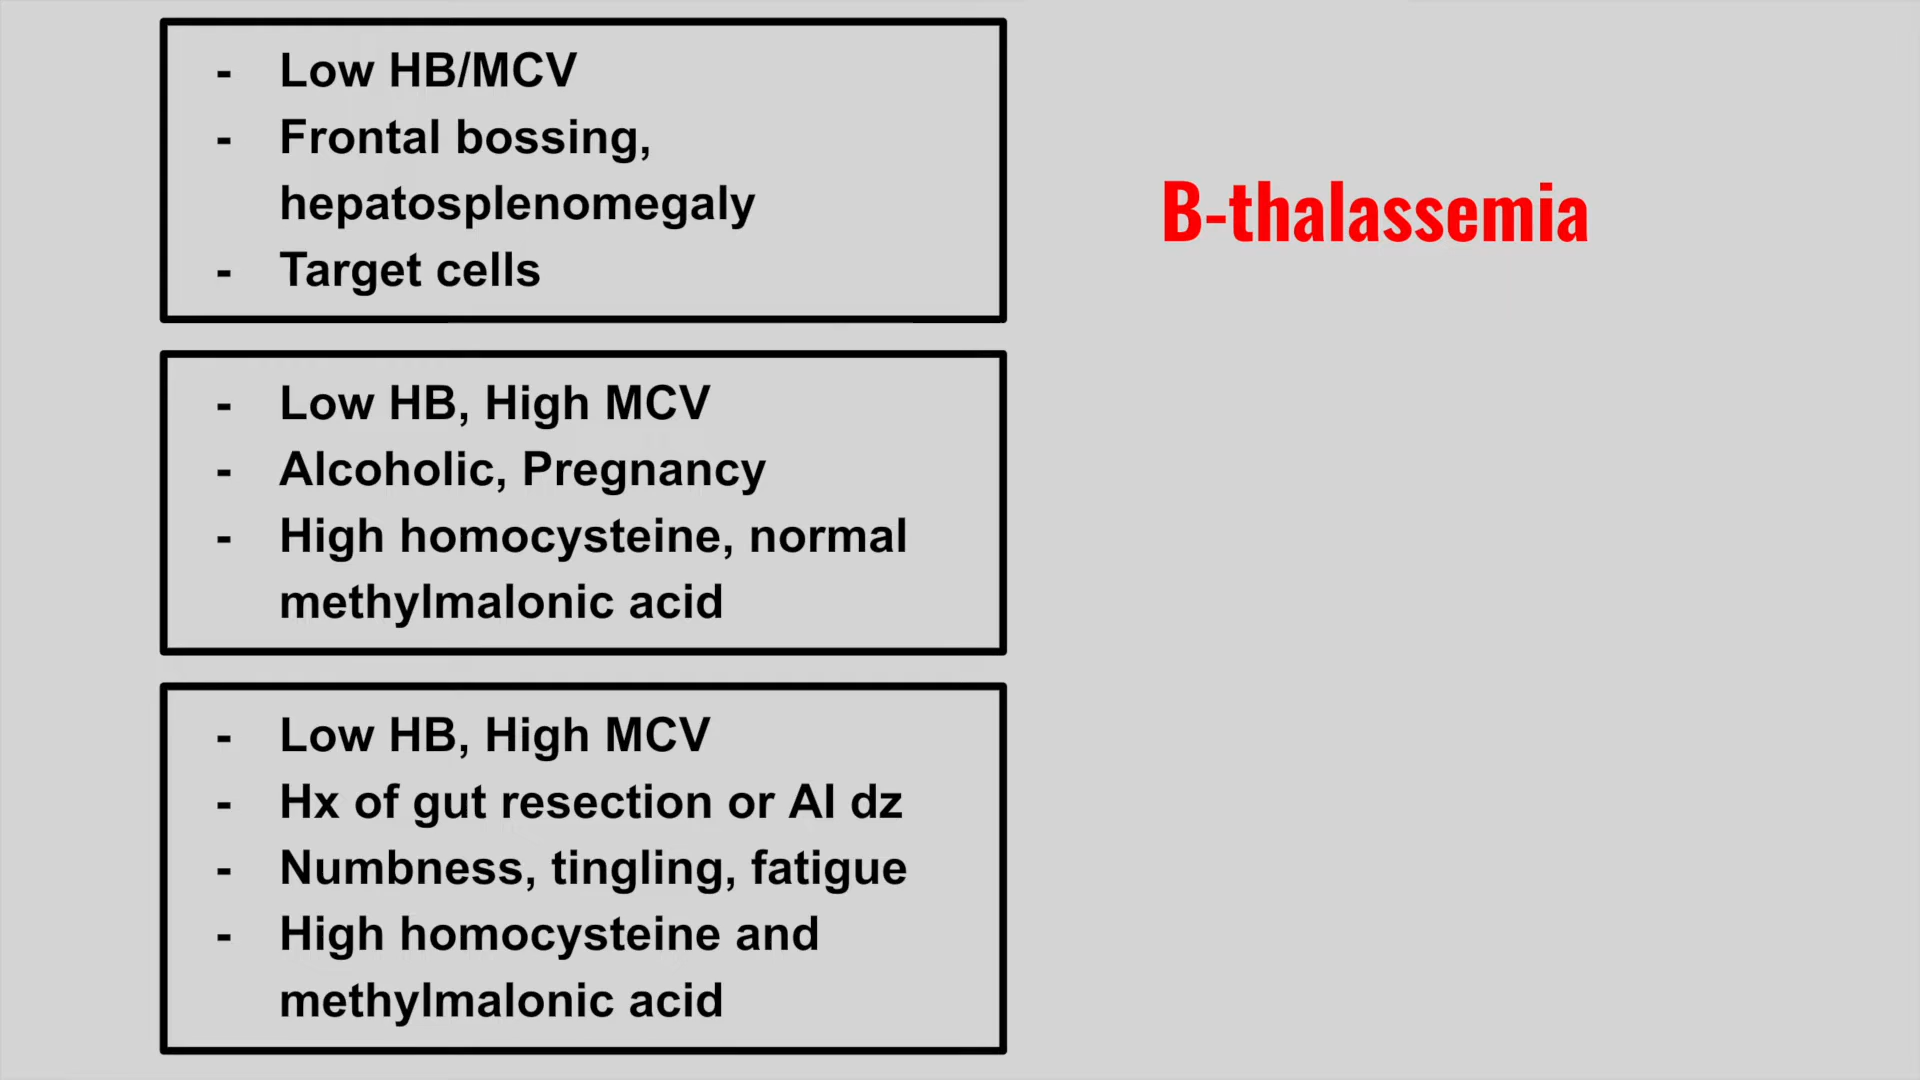 - Low HB/MCV
- Frontal bossing,
hepatosplenomegaly
- Target cells
B-thalassemia
- Low HB, High MCV
- Alcoholic, Pregnancy
- High homocysteine, normal
methylmalonic acid
- Low HB, High MCV
- Hx of gut resection or AI dz
- Numbness, tingling, fatigue
- High homocysteine and
methylmalonic acid